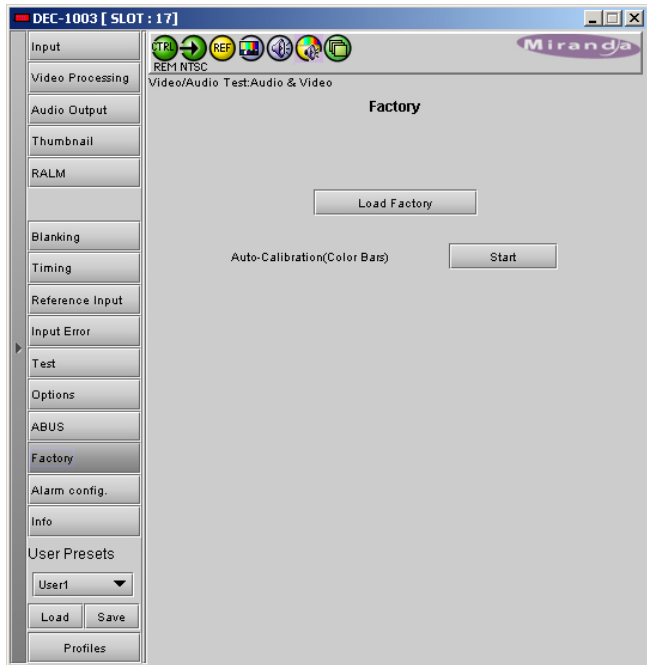 DEC-1003 [ SLOT : 17]
Input
Video Processing
Audio Output
Thumbnail
RALM
Blanking
Timing
Reference Input
Input Error
Test
Options
ABUS
Factory
Alarm config.
Info
User Presets
User1
Load Save
Profiles
CTRL REF
REM NTSC
Miranda
Video/Audio Test:Audio & Video
Factory
Load Factory
Auto-Calibration(Color Bars) Start